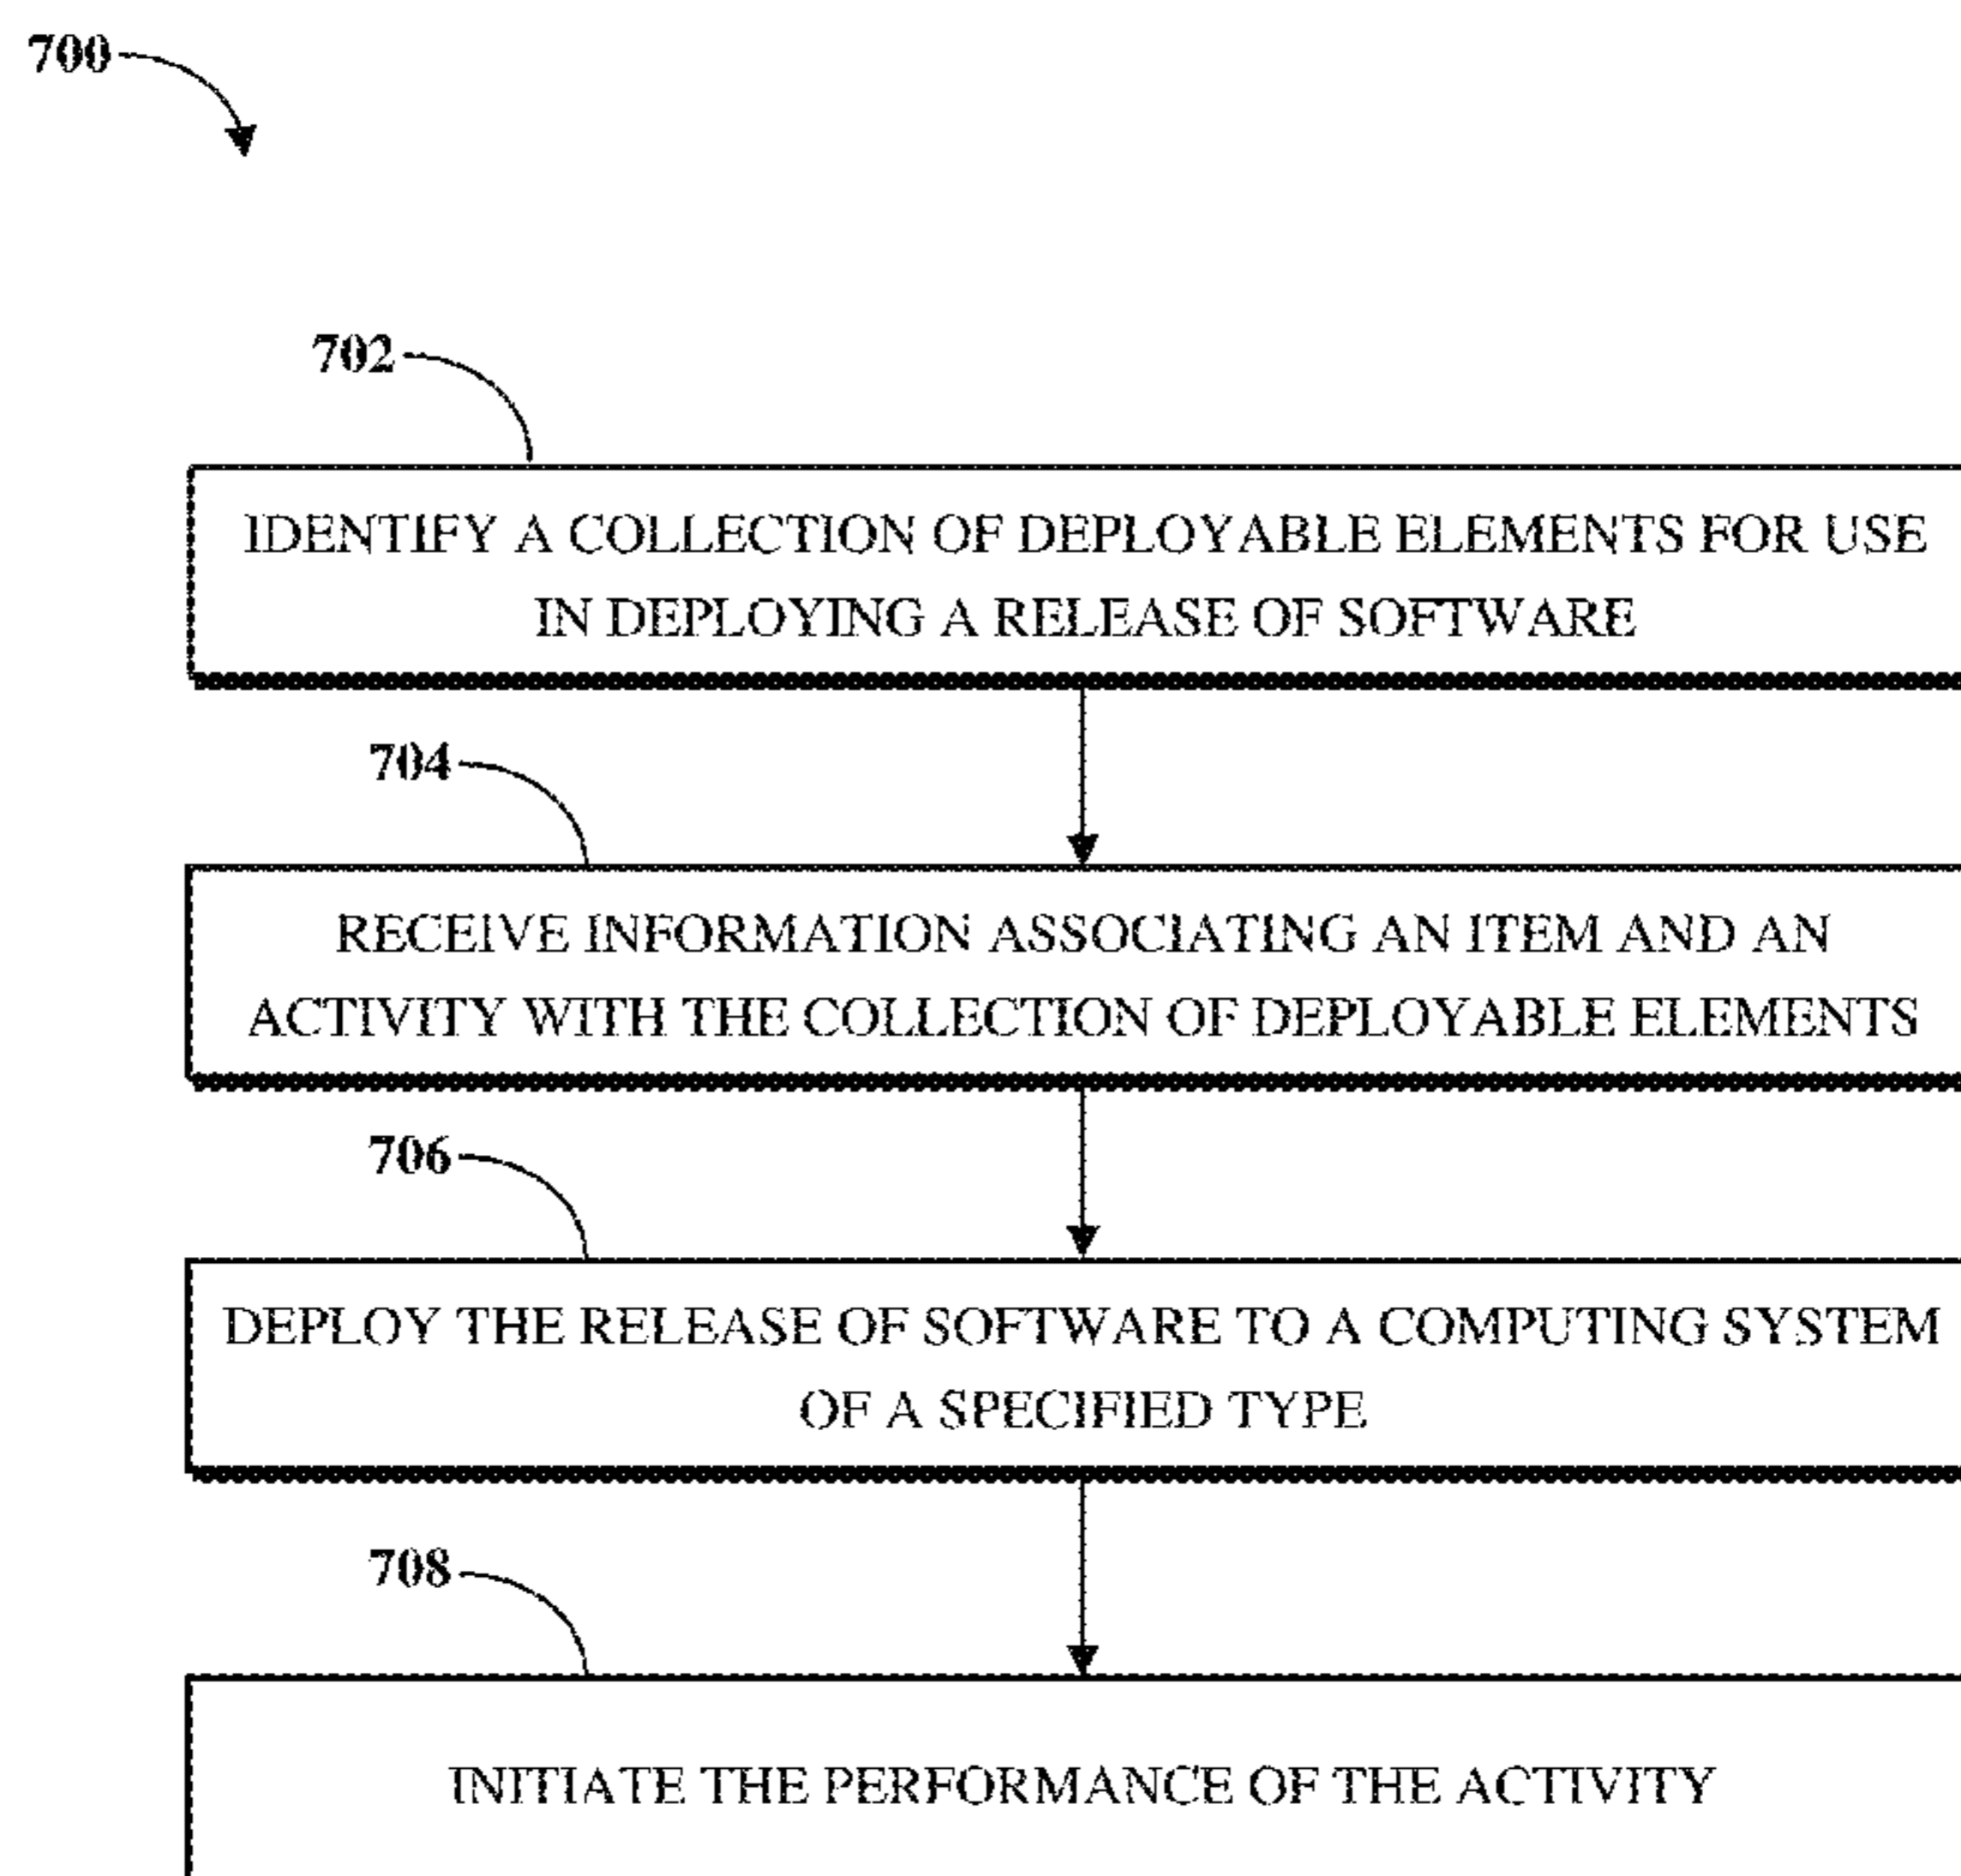 700
702
IDENTIFY A COLLECTION OF DEPLOYABLE ELEMENTS FOR USE
IN DEPLOYING A RELEASE OF SOFTWARE
704
RECEIVE INFORMATION ASSOCIATING AN ITEM AND AN
ACTIVITY WITH THE COLLECTION OF DEPLOYABLE ELEMENTS
706
DEPLOY THE RELEASE OF SOFTWARE TO A COMPUTING SYSTEM
OF A SPECIFIED TYPE
708
INITIATE THE PERFORMANCE OF THE ACTIVITY